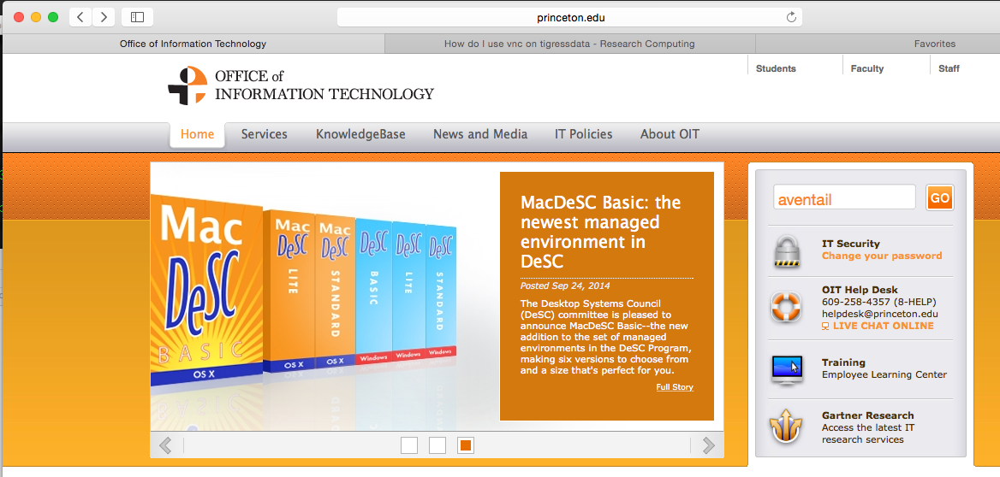 princeton.edu
Office of Information Technology
How do I use vnc on tigressdata - Research Computing
Favorites
Students
Faculty
Staff
OFFICE of
INFORMATION TECHNOLOGY
Home
Services
KnowledgeBase
News and Media
IT Policies
About OIT
Mac
DeSC
BASIC
OS X
Mac
DeSC
LITE
OS X
Mac
DeSC
STANDARD
OS X
DeSC
BASIC
Windows
DeSC
LITE
Windows
DeSC
STANDARD
Windows
MacDeSC Basic: the
newest managed
environment in
DeSC
Posted Sep 24, 2014
The Desktop Systems Council
(DeSC) committee is pleased to
announce MacDeSC Basic--the new
addition to the set of managed
environments in the DeSC Program,
making six versions to choose from
and a size that's perfect for you.
Full Story
aventail
GO
IT Security
Change your password
OIT Help Desk
609-258-4357 (8-HELP)
helpdesk@princeton.edu
LIVE CHAT ONLINE
Training
Employee Learning Center
Gartner Research
Access the latest IT
research services